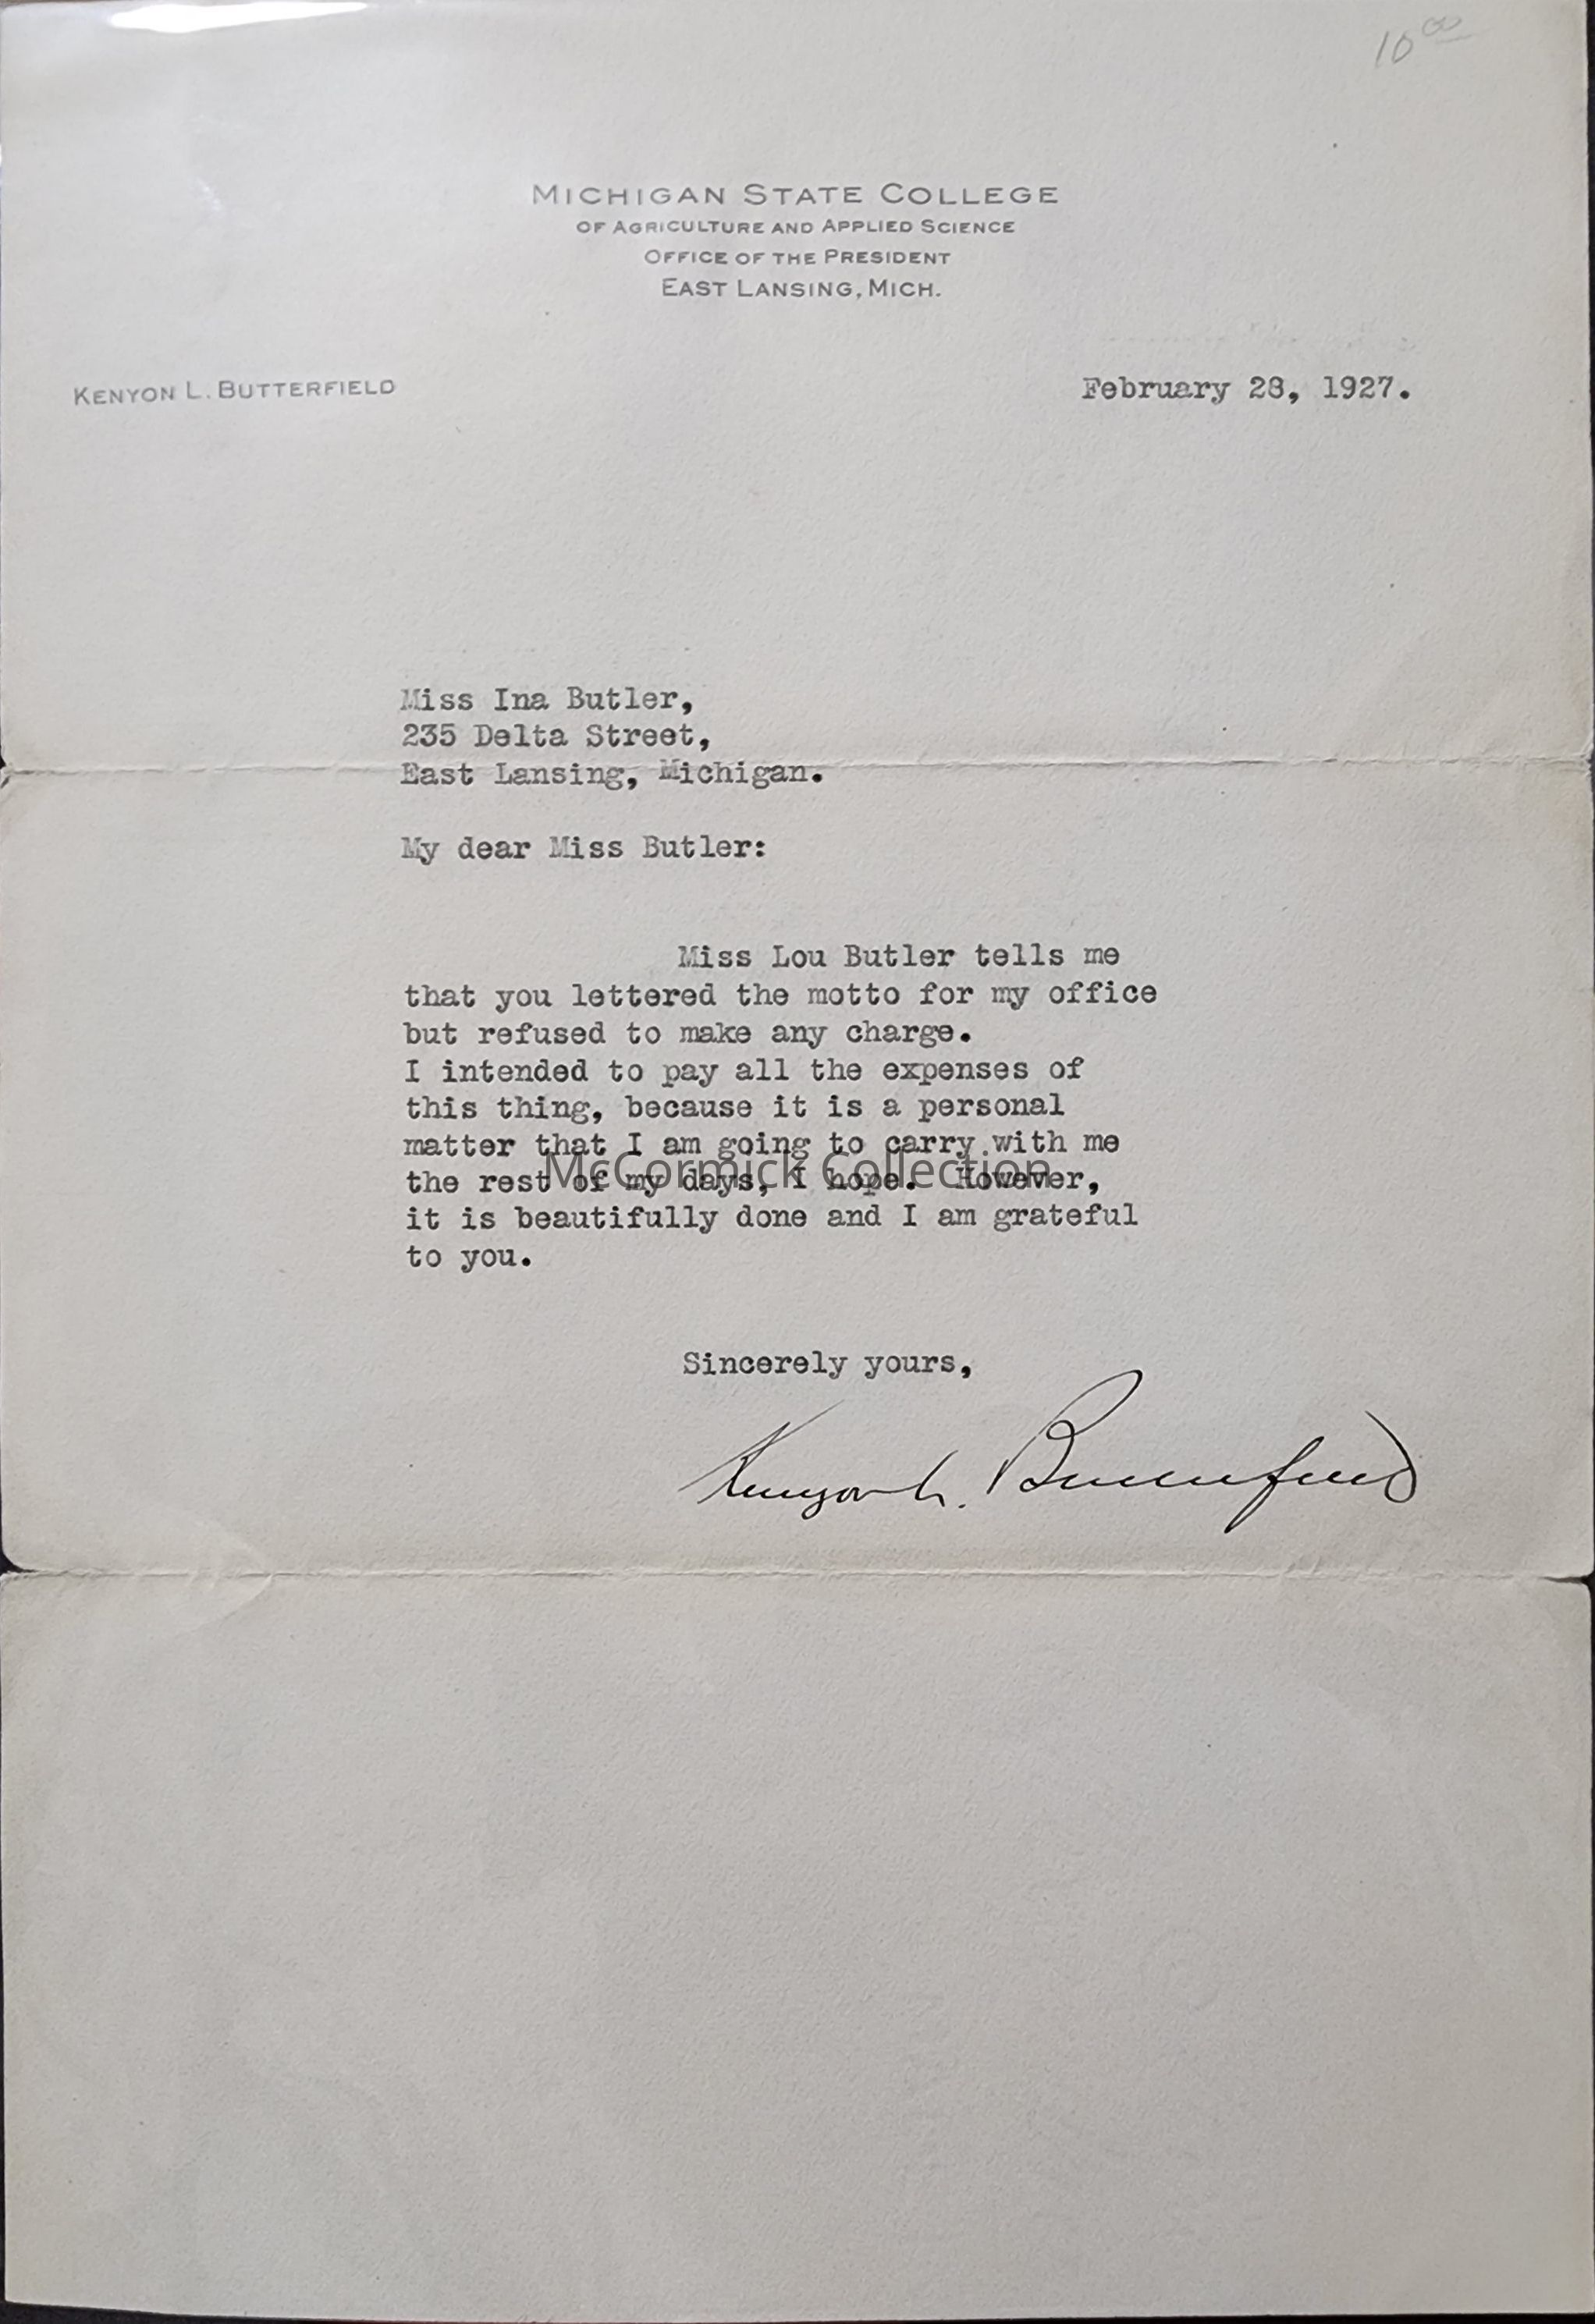 10 00
MICHIGAN STATE COLLEGE
OF AGRICULTURE AND APPLIED SCIENCE
OFFICE OF THE PRESIDENT
EAST LANSING, MICH.
KENYON L. BUTTERFIELD
February 28, 1927.
Miss Ina Butler,
235 Delta Street,
East Lansing, Michigan.
My dear Miss Butler:
Miss Lou Butler tells me
that you lettered the motto for my office
but refused to make any charge.
I intended to pay all the expenses of
this thing, because it is a personal
matter that I am going to carry with me
the rest of my days, I hope. However,
it is beautifully done and I am grateful
to you.
McCormick Collection
Sincerely yours,
Kenyon L. Butterfield